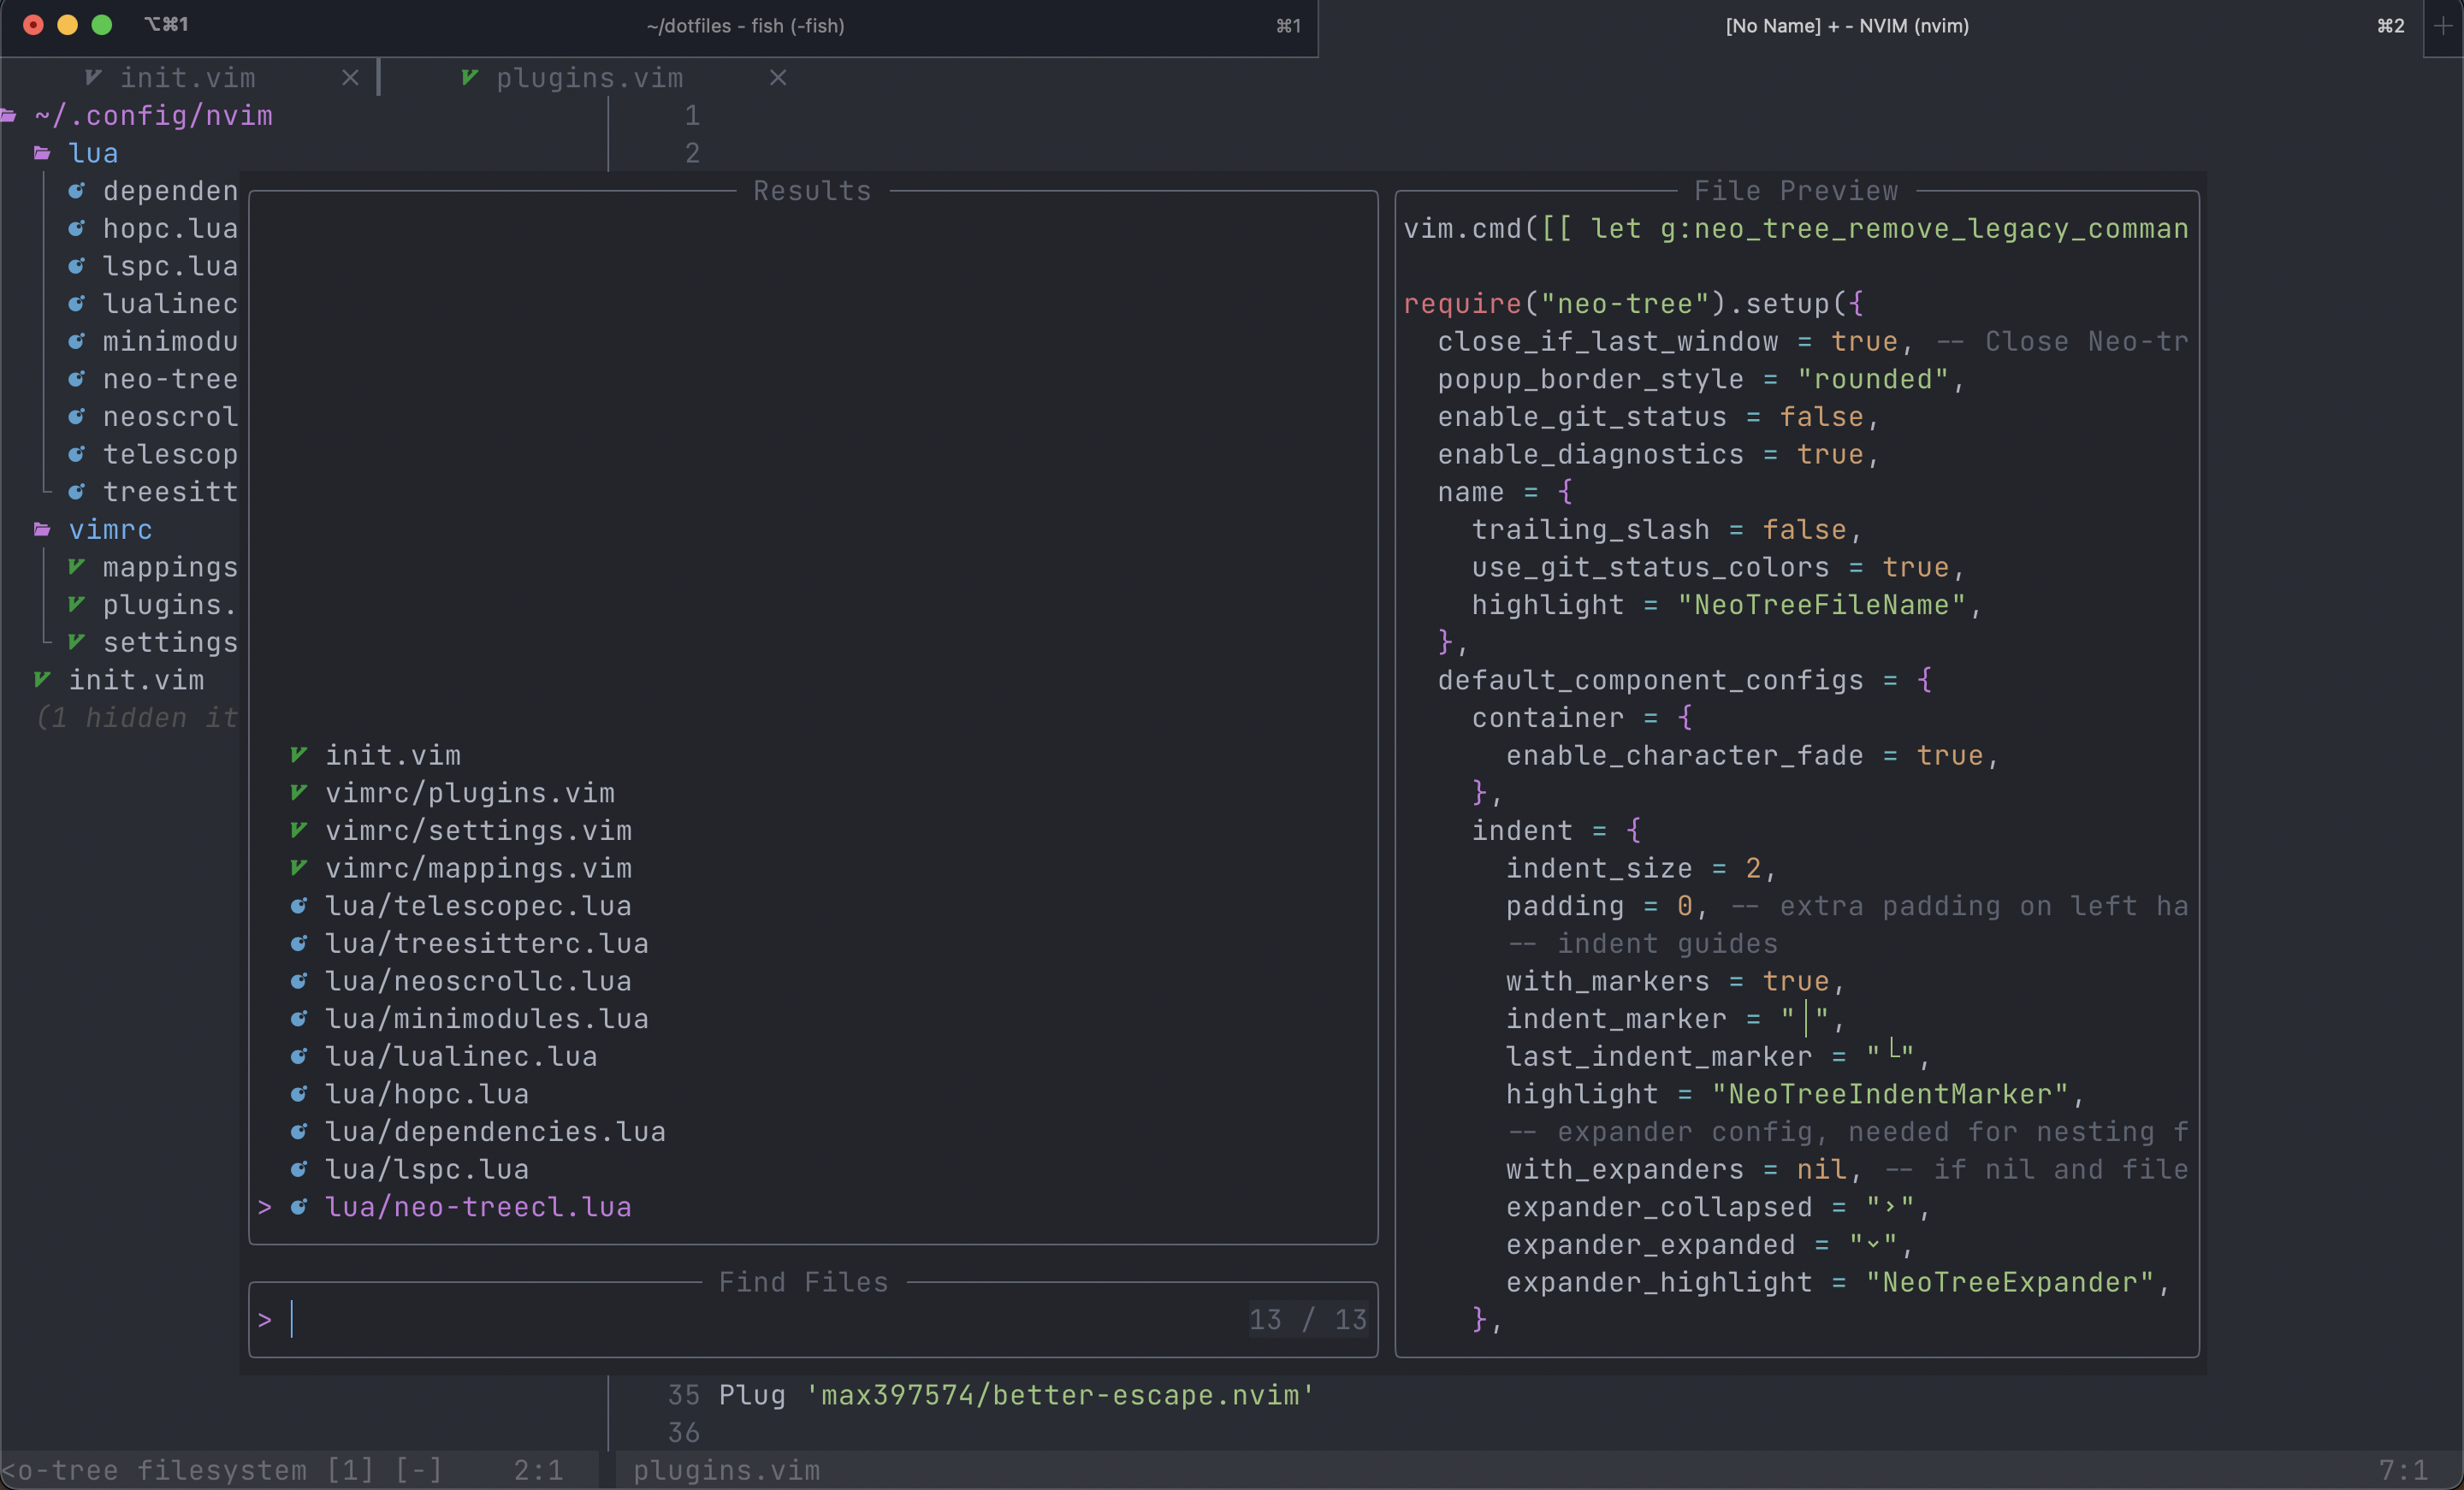 ⌥⌘1
~/dotfiles - fish (-fish)
⌘1
[No Name] + - NVIM (nvim)
⌘2
init.vim
plugins.vim
~/.config/nvim
lua
dependen
hopc.lua
lspc.lua
lualinec
minimodu
neo-tree
neoscrol
telescop
treesitt
vimrc
mappings
plugins.
settings
init.vim
(1 hidden it
1
2
Results
init.vim
vimrc/plugins.vim
vimrc/settings.vim
vimrc/mappings.vim
lua/telescopec.lua
lua/treesitterc.lua
lua/neoscrollc.lua
lua/minimodules.lua
lua/lualinec.lua
lua/hopc.lua
lua/dependencies.lua
lua/lspc.lua
> lua/neo-treecl.lua
Find Files
>
13 / 13
File Preview
vim.cmd([[ let g:neo_tree_remove_legacy_comman
require("neo-tree").setup({
close_if_last_window = true, -- Close Neo-tr
popup_border_style = "rounded",
enable_git_status = false,
enable_diagnostics = true,
name = {
trailing_slash = false,
use_git_status_colors = true,
highlight = "NeoTreeFileName",
},
default_component_configs = {
container = {
enable_character_fade = true,
},
indent = {
indent_size = 2,
padding = 0, -- extra padding on left ha
-- indent guides
with_markers = true,
indent_marker = "│",
last_indent_marker = "└",
highlight = "NeoTreeIndentMarker",
-- expander config, needed for nesting f
with_expanders = nil, -- if nil and file
expander_collapsed = "›",
expander_expanded = "⌄",
expander_highlight = "NeoTreeExpander",
},
35 Plug 'max397574/better-escape.nvim'
36
<o-tree filesystem [1] [-] 2:1
plugins.vim
7:1